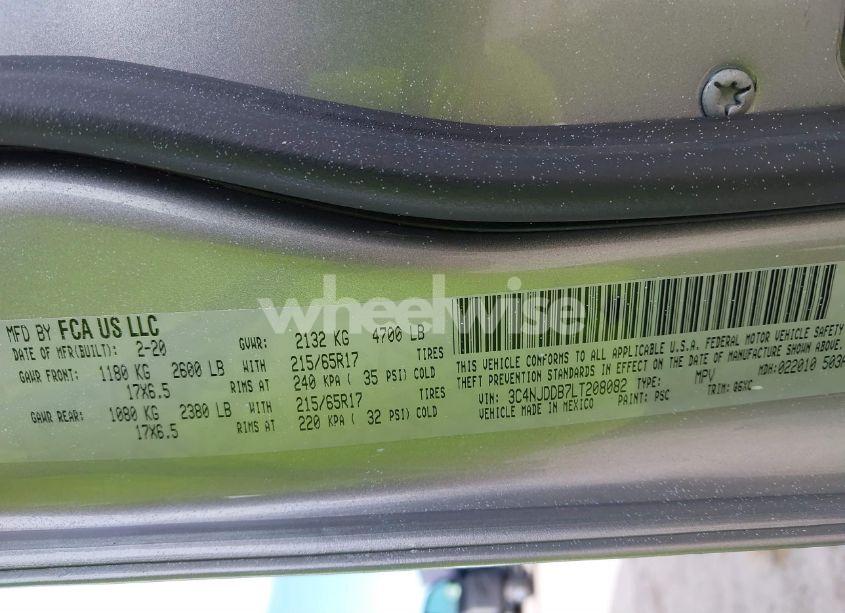 wheelwise
MFD BY FCA US LLC
DATE OF MFR(BUILT): 2-20 GVWR: 2132 KG 4700 LB
GAWR FRONT: 1180 KG 2600 LB WITH 215/65R17 TIRES
17X6.5 RIMS AT 240 KPA ( 35 PSI) COLD
GAWR REAR: 1080 KG 2380 LB WITH 215/65R17 TIRES
17X6.5 RIMS AT 220 KPA ( 32 PSI) COLD
THIS VEHICLE CONFORMS TO ALL APPLICABLE U.S.A. FEDERAL MOTOR VEHICLE SAFETY
THEFT PREVENTION STANDARDS IN EFFECT ON THE DATE OF MANUFACTURE SHOWN ABOVE.
VIN: 3C4NJDDB7LT208082 TYPE: MPV MDH:022010 503A
VEHICLE MADE IN MEXICO PAINT: PSC TRIM: